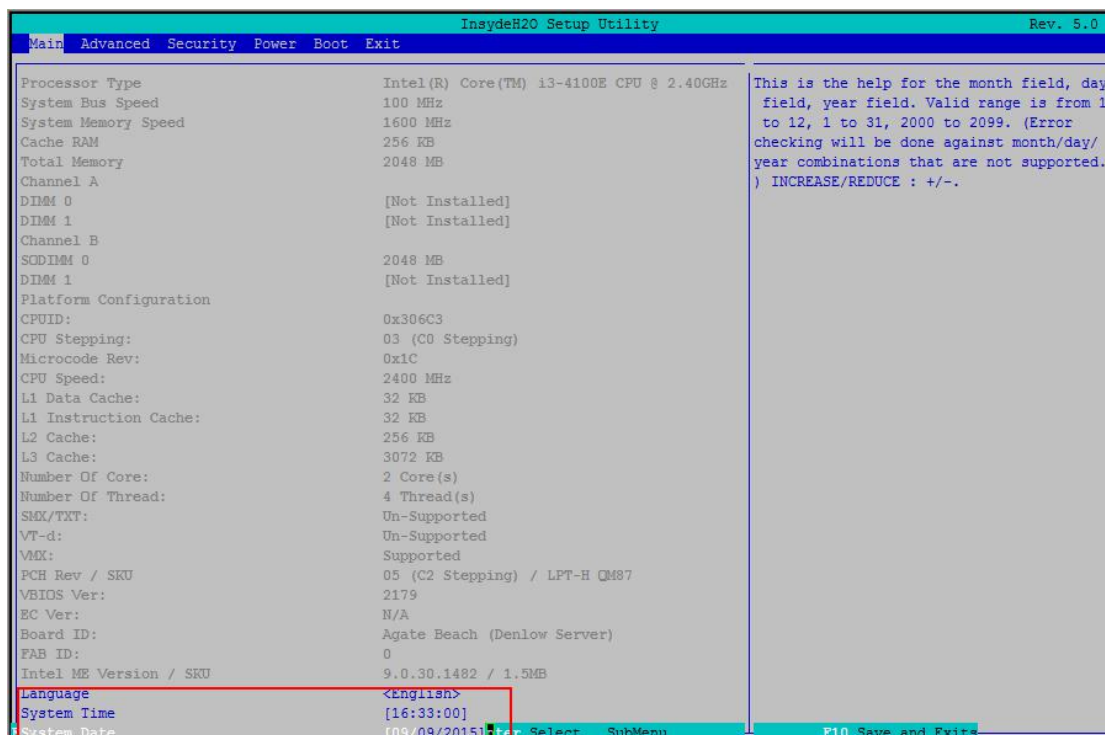 InsydeH2O Setup Utility Rev. 5.0
Main Advanced Security Power Boot Exit
Processor Type Intel(R) Core(TM) i3-4100E CPU @ 2.40GHz
System Bus Speed 100 MHz
System Memory Speed 1600 MHz
Cache RAM 256 KB
Total Memory 2048 MB
Channel A
DIMM 0 [Not Installed]
DIMM 1 [Not Installed]
Channel B
SODIMM 0 2048 MB
DIMM 1 [Not Installed]
Platform Configuration
CPUID: 0x306C3
CPU Stepping: 03 (C0 Stepping)
Microcode Rev: 0x1C
CPU Speed: 2400 MHz
L1 Data Cache: 32 KB
L1 Instruction Cache: 32 KB
L2 Cache: 256 KB
L3 Cache: 3072 KB
Number Of Core: 2 Core(s)
Number Of Thread: 4 Thread(s)
SMX/TXT: Un-Supported
VT-d: Un-Supported
VMX: Supported
PCH Rev / SKU 05 (C2 Stepping) / LPT-H QM87
VBIOS Ver: 2179
EC Ver: N/A
Board ID: Agate Beach (Denlow Server)
FAB ID: 0
Intel ME Version / SKU 9.0.30.1482 / 1.5MB
Language <English>
System Time [16:33:00]
System Date [09/09/2015] Select SubMenu F10 Save and Exits
This is the help for the month field, day
field, year field. Valid range is from 1
to 12, 1 to 31, 2000 to 2099. (Error
checking will be done against month/day/
year combinations that are not supported.
) INCREASE/REDUCE : +/-.